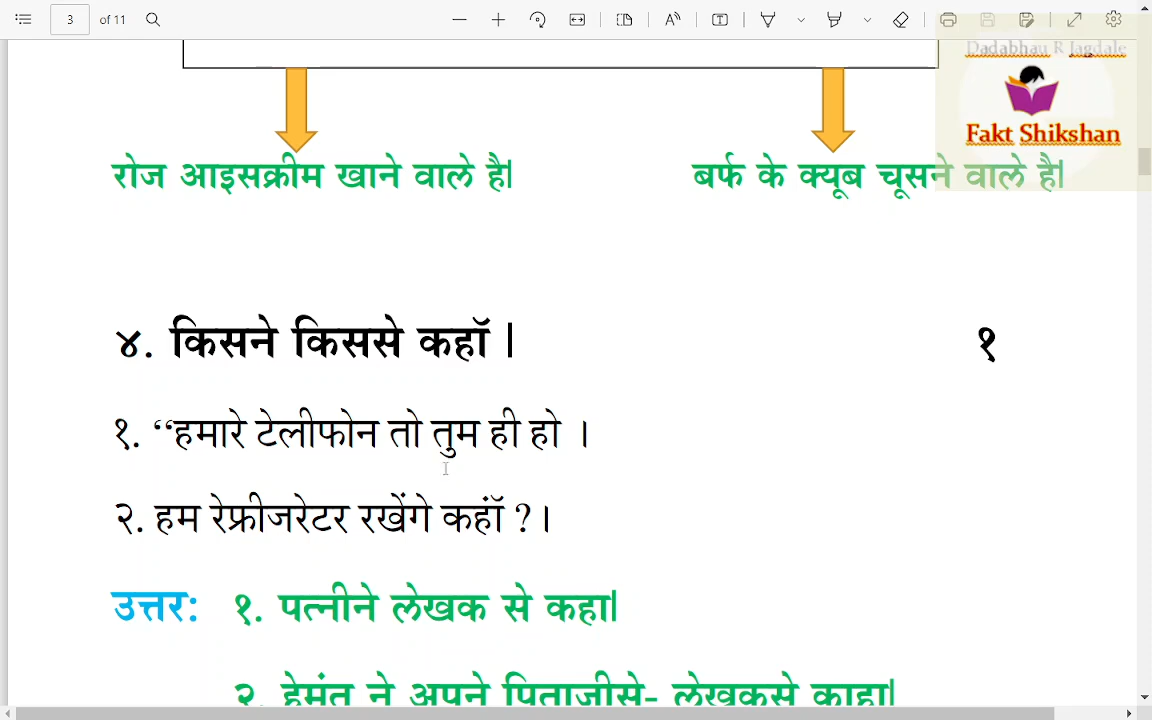 3 of 11
Dadabhau R Jagdale
Fakt Shikshan
रोज आइसक्रीम खाने वाले है|
बर्फ के क्यूब चूसने वाले है|
४. किसने किससे कहॉ | १
१. “हमारे टेलीफोन तो तुम ही हो ।
२. हम रेफ्रीजरेटर रखेंगे कहॉं ? ।
उत्तर: १. पत्नीने लेखक से कहा|
२. हेमंत ने अपने पिताजीसे- लेखकसे काहा|